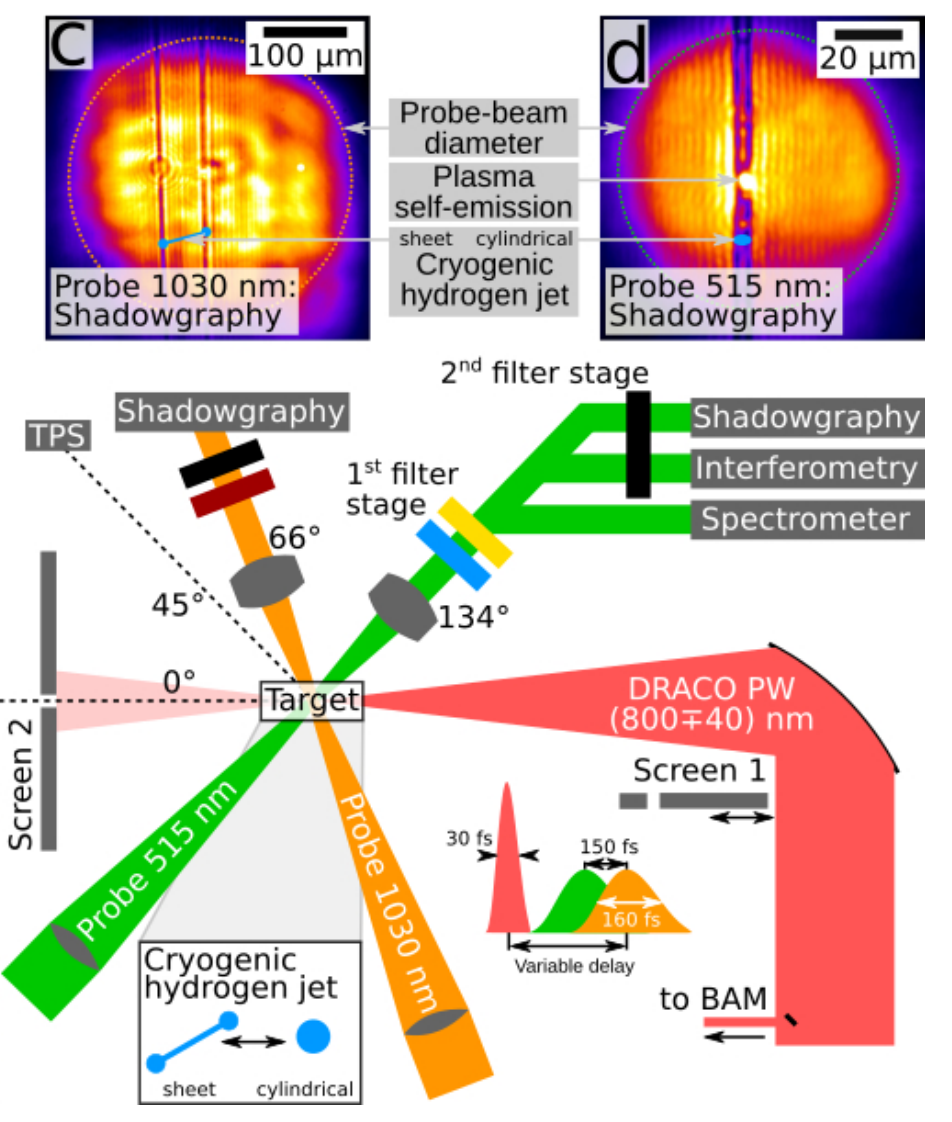 c
100 µm
d
20 µm
Probe-beam
diameter
Plasma
self-emission
sheet cylindrical
Cryogenic
hydrogen jet
Probe 1030 nm:
Shadowgraphy
Probe 515 nm:
Shadowgraphy
2nd filter stage
TPS
Shadowgraphy
Shadowgraphy
Interferometry
Spectrometer
1st filter
stage
66°
45°
134°
0°
Target
DRACO PW
(800∓40) nm
Screen 2
Screen 1
Probe 515 nm
Probe 1030 nm
30 fs
150 fs
160 fs
Variable delay
Cryogenic
hydrogen jet
sheet cylindrical
to BAM